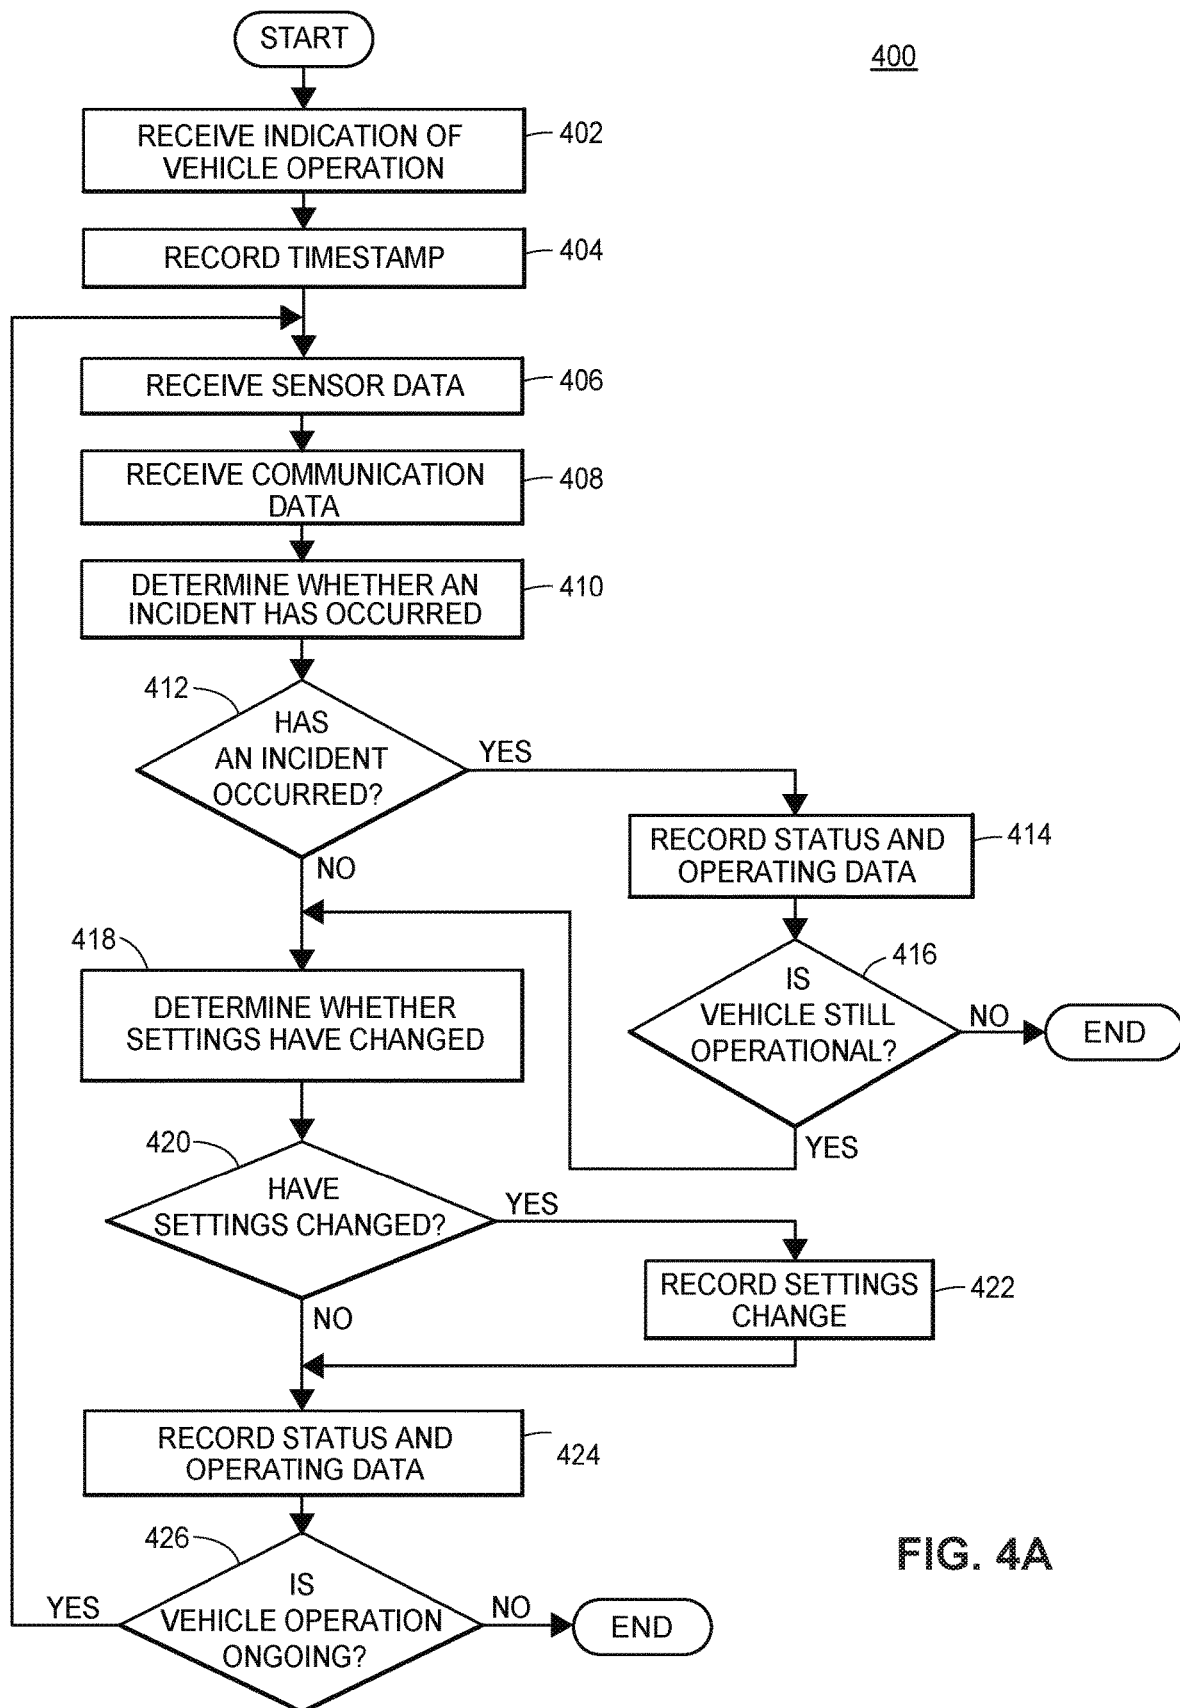 START
400
RECEIVE INDICATION OF
VEHICLE OPERATION
402
RECORD TIMESTAMP
404
RECEIVE SENSOR DATA
406
RECEIVE COMMUNICATION
DATA
408
DETERMINE WHETHER AN
INCIDENT HAS OCCURRED
410
412
HAS
AN INCIDENT
OCCURRED?
YES
NO
RECORD STATUS AND
OPERATING DATA
414
416
IS
VEHICLE STILL
OPERATIONAL?
NO
END
YES
418
DETERMINE WHETHER
SETTINGS HAVE CHANGED
420
HAVE
SETTINGS CHANGED?
YES
NO
RECORD SETTINGS
CHANGE
422
RECORD STATUS AND
OPERATING DATA
424
426
IS
VEHICLE OPERATION
ONGOING?
YES
NO
END
FIG. 4A